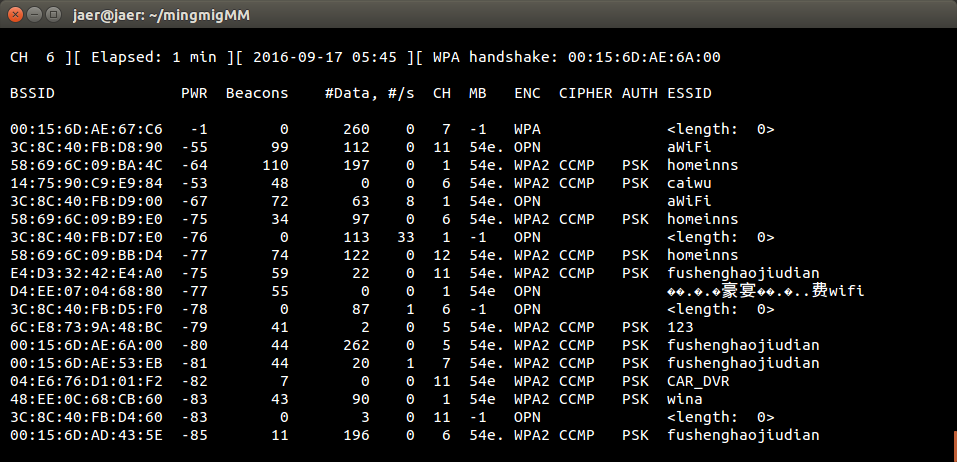 jaer@jaer: ~/mingmigMM
CH  6 ][ Elapsed: 1 min ][ 2016-09-17 05:45 ][ WPA handshake: 00:15:6D:AE:6A:00
BSSID              PWR  Beacons    #Data, #/s  CH  MB   ENC  CIPHER AUTH ESSID
00:15:6D:AE:67:C6   -1        0      260    0   7  -1   WPA              <length:  0>
3C:8C:40:FB:D8:90  -55       99      112    0  11  54e. OPN              aWiFi
58:69:6C:09:BA:4C  -64      110      197    0   1  54e. WPA2 CCMP   PSK  homeinns
14:75:90:C9:E9:84  -53       48        0    0   6  54e. WPA2 CCMP   PSK  caiwu
3C:8C:40:FB:D9:00  -67       72       63    8   1  54e. OPN              aWiFi
58:69:6C:09:B9:E0  -75       34       97    0   6  54e. WPA2 CCMP   PSK  homeinns
3C:8C:40:FB:D7:E0  -76        0      113   33   1  -1   OPN              <length:  0>
58:69:6C:09:BB:D4  -77       74      122    0  12  54e. WPA2 CCMP   PSK  homeinns
E4:D3:32:42:E4:A0  -75       59       22    0  11  54e. WPA2 CCMP   PSK  fushenghaojiudian
D4:EE:07:04:68:80  -77       55        0    0   1  54e  OPN              ��.�.�豪宴��.�..费wifi
3C:8C:40:FB:D5:F0  -78        0       87    1   6  -1   OPN              <length:  0>
6C:E8:73:9A:48:BC  -79       41        2    0   5  54e. WPA2 CCMP   PSK  123
00:15:6D:AE:6A:00  -80       44      262    0   5  54e. WPA2 CCMP   PSK  fushenghaojiudian
00:15:6D:AE:53:EB  -81       44       20    1   7  54e. WPA2 CCMP   PSK  fushenghaojiudian
04:E6:76:D1:01:F2  -82        7        0    0  11  54e  WPA2 CCMP   PSK  CAR_DVR
48:EE:0C:68:CB:60  -83       43       90    0   1  54e  WPA2 CCMP   PSK  wina
3C:8C:40:FB:D4:60  -83        0        3    0  11  -1   OPN              <length:  0>
00:15:6D:AD:43:5E  -85       11      196    0   6  54e. WPA2 CCMP   PSK  fushenghaojiudian